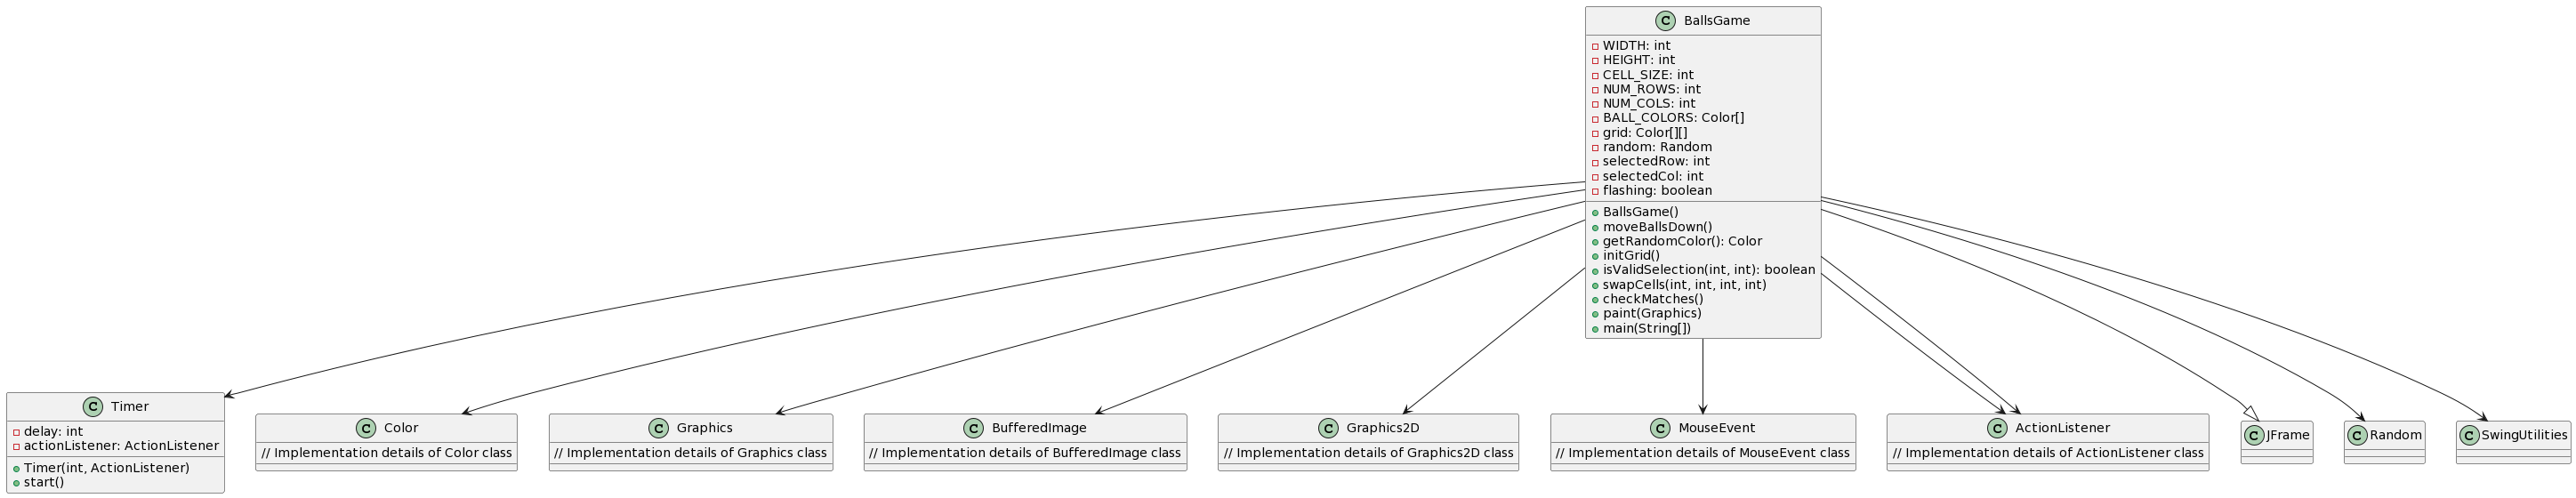 C BallsGame
WIDTH: int
HEIGHT: int
CELL_SIZE: int
NUM_ROWS: int
NUM_COLS: int
BALL_COLORS: Color[]
grid: Color[][]
random: Random
selectedRow: int
selectedCol: int
flashing: boolean
BallsGame()
moveBallsDown()
getRandomColor(): Color
initGrid()
isValidSelection(int, int): boolean
swapCells(int, int, int, int)
checkMatches()
paint(Graphics)
main(String[])
C Timer
delay: int
actionListener: ActionListener
Timer(int, ActionListener)
start()
C Color
// Implementation details of Color class
C Graphics
// Implementation details of Graphics class
C BufferedImage
// Implementation details of BufferedImage class
C Graphics2D
// Implementation details of Graphics2D class
C MouseEvent
// Implementation details of MouseEvent class
C ActionListener
// Implementation details of ActionListener class
C JFrame
C Random
C SwingUtilities